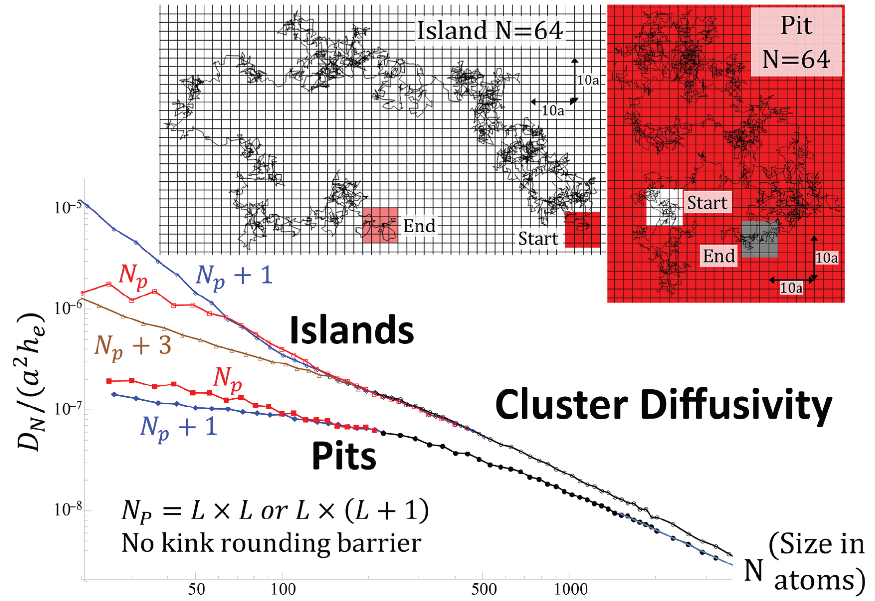 Island N=64
10a
10a
End
Start
Pit
N=64
Start
End
10a
10a
D_N/(a²h_e)
10⁻⁵
10⁻⁶
10⁻⁷
10⁻⁸
N_p + 1
N_p
N_p + 3
Islands
N_p
N_p + 1
Pits
Cluster Diffusivity
N_P = L × L or L × (L + 1)
No kink rounding barrier
50
100
500
1000
N
(Size in
atoms)